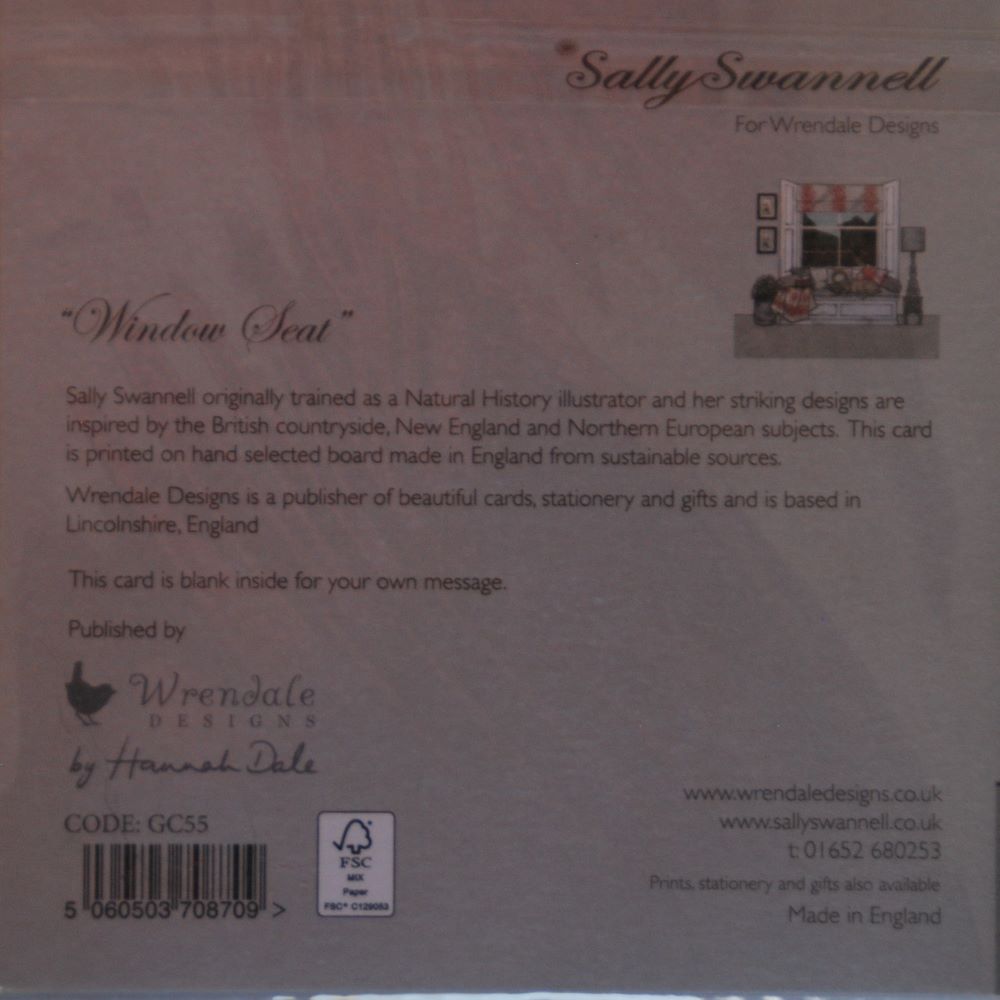 Sally Swannell
For Wrendale Designs
"Window Seat"
Sally Swannell originally trained as a Natural History illustrator and her striking designs are
inspired by the British countryside, New England and Northern European subjects. This card
is printed on hand selected board made in England from sustainable sources.
Wrendale Designs is a publisher of beautiful cards, stationery and gifts and is based in
Lincolnshire, England
This card is blank inside for your own message.
Published by
Wrendale
DESIGNS
by Hannah Dale
CODE: GC55
5 060503 708709 >
FSC
MIX
Paper
FSC® C129053
www.wrendaledesigns.co.uk
www.sallyswannell.co.uk
t: 01652 680253
Prints, stationery and gifts also available
Made in England